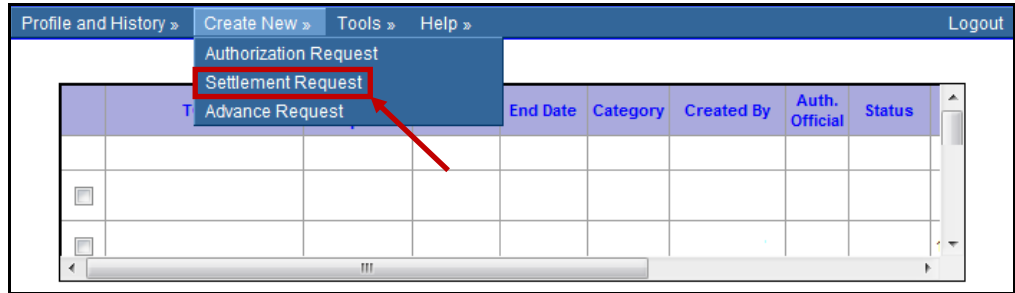 Profile and History » Create New » Tools » Help » Logout
Authorization Request
Settlement Request
Advance Request
End Date Category Created By Auth. Official Status